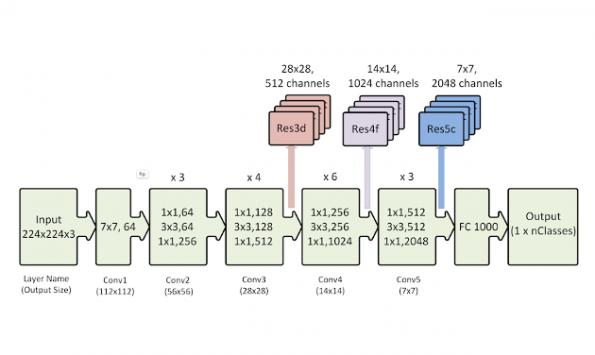 28x28,
512 channels
14x14,
1024 channels
7x7,
2048 channels
Res3d
Res4f
Res5c
x 3
x 4
x 6
x 3
Input
224x224x3
7x7, 64
1x1,64
3x3,64
1x1,256
1x1,128
3x3,128
1x1,512
1x1,256
3x3,256
1x1,1024
1x1,512
3x3,512
1x1,2048
FC 1000
Output
(1 x nClasses)
Layer Name
(Output Size)
Conv1
(112x112)
Conv2
(56x56)
Conv3
(28x28)
Conv4
(14x14)
Conv5
(7x7)